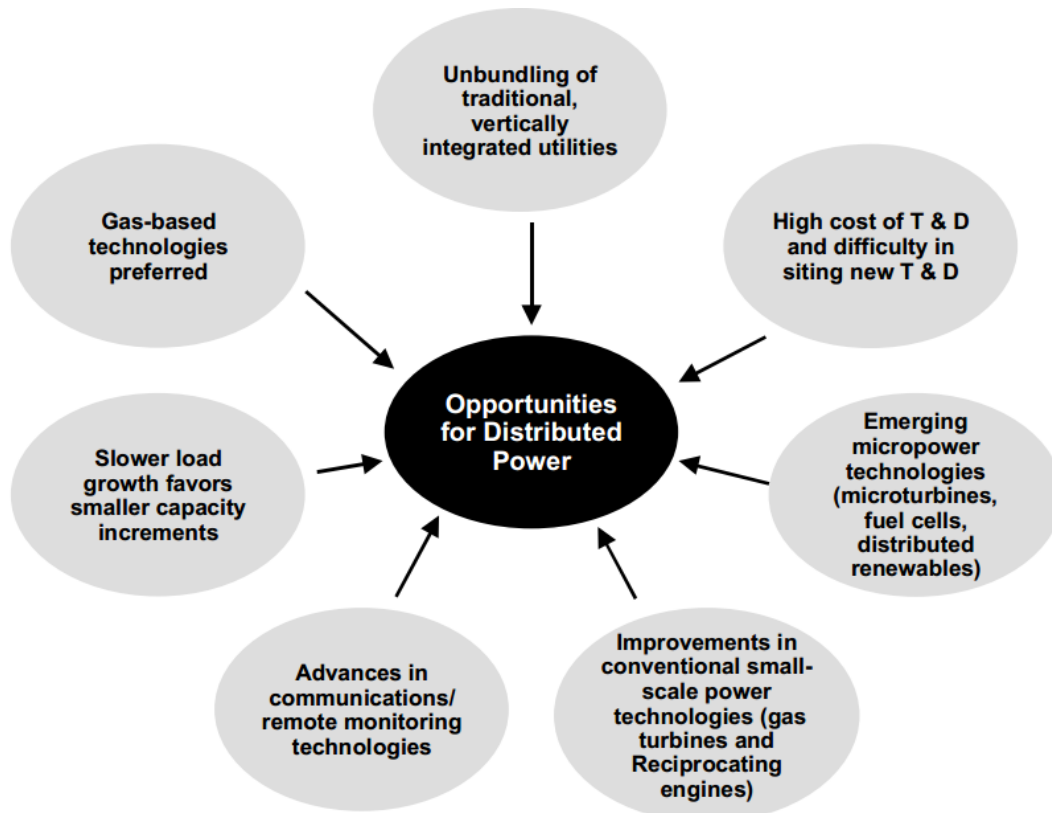 Unbundling of
traditional,
vertically
integrated utilities
Gas-based
technologies
preferred
High cost of T & D
and difficulty in
siting new T & D
Opportunities
for Distributed
Power
Slower load
growth favors
smaller capacity
increments
Emerging
micropower
technologies
(microturbines,
fuel cells,
distributed
renewables)
Advances in
communications/
remote monitoring
technologies
Improvements in
conventional small-
scale power
technologies (gas
turbines and
Reciprocating
engines)